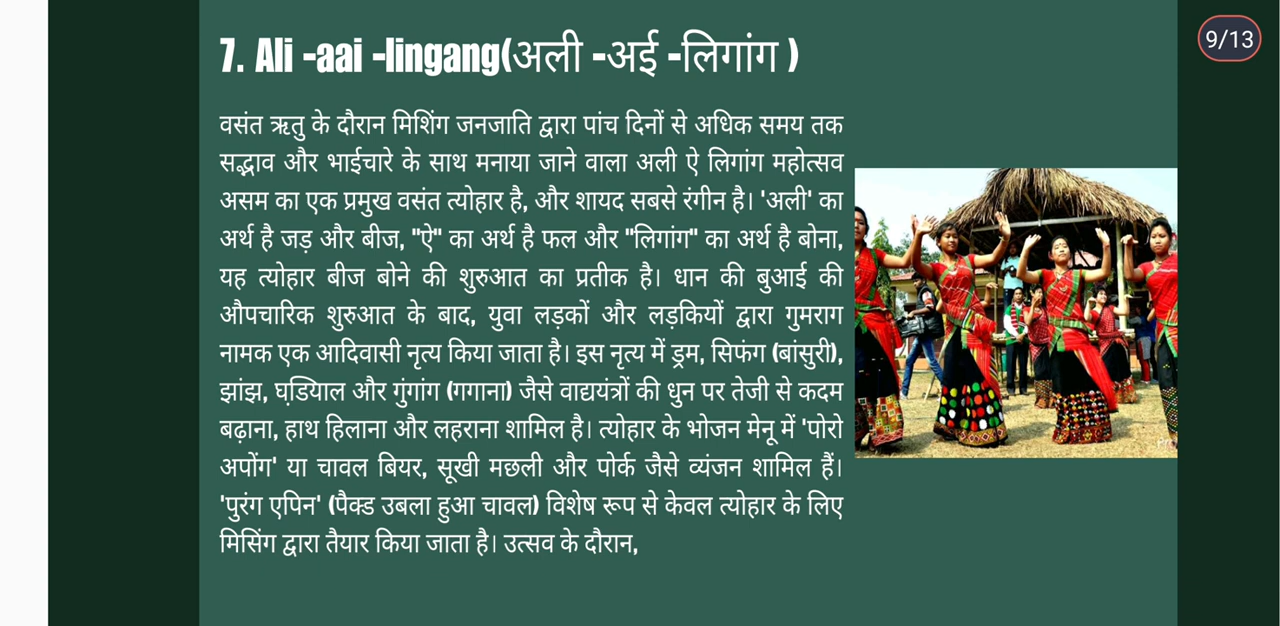 9/13
7. Ali -aai -lingang(अली -अई -लिगांग )
वसंत ऋतु के दौरान मिशिंग जनजाति द्वारा पांच दिनों से अधिक समय तक
सद्भाव और भाईचारे के साथ मनाया जाने वाला अली ऐ लिगांग महोत्सव
असम का एक प्रमुख वसंत त्योहार है, और शायद सबसे रंगीन है। 'अली' का
अर्थ है जड़ और बीज, "ऐ" का अर्थ है फल और "लिगांग" का अर्थ है बोना,
यह त्योहार बीज बोने की शुरुआत का प्रतीक है। धान की बुआई की
औपचारिक शुरुआत के बाद, युवा लड़कों और लड़कियों द्वारा गुमराग
नामक एक आदिवासी नृत्य किया जाता है। इस नृत्य में ड्रम, सिफंग (बांसुरी),
झांझ, घडि़याल और गुंगांग (गगाना) जैसे वाद्ययंत्रों की धुन पर तेजी से कदम
बढ़ाना, हाथ हिलाना और लहराना शामिल है। त्योहार के भोजन मेनू में 'पोरो
अपोंग' या चावल बियर, सूखी मछली और पोर्क जैसे व्यंजन शामिल हैं।
'पुरंग एपिन' (पैक्ड उबला हुआ चावल) विशेष रूप से केवल त्योहार के लिए
मिसिंग द्वारा तैयार किया जाता है। उत्सव के दौरान,